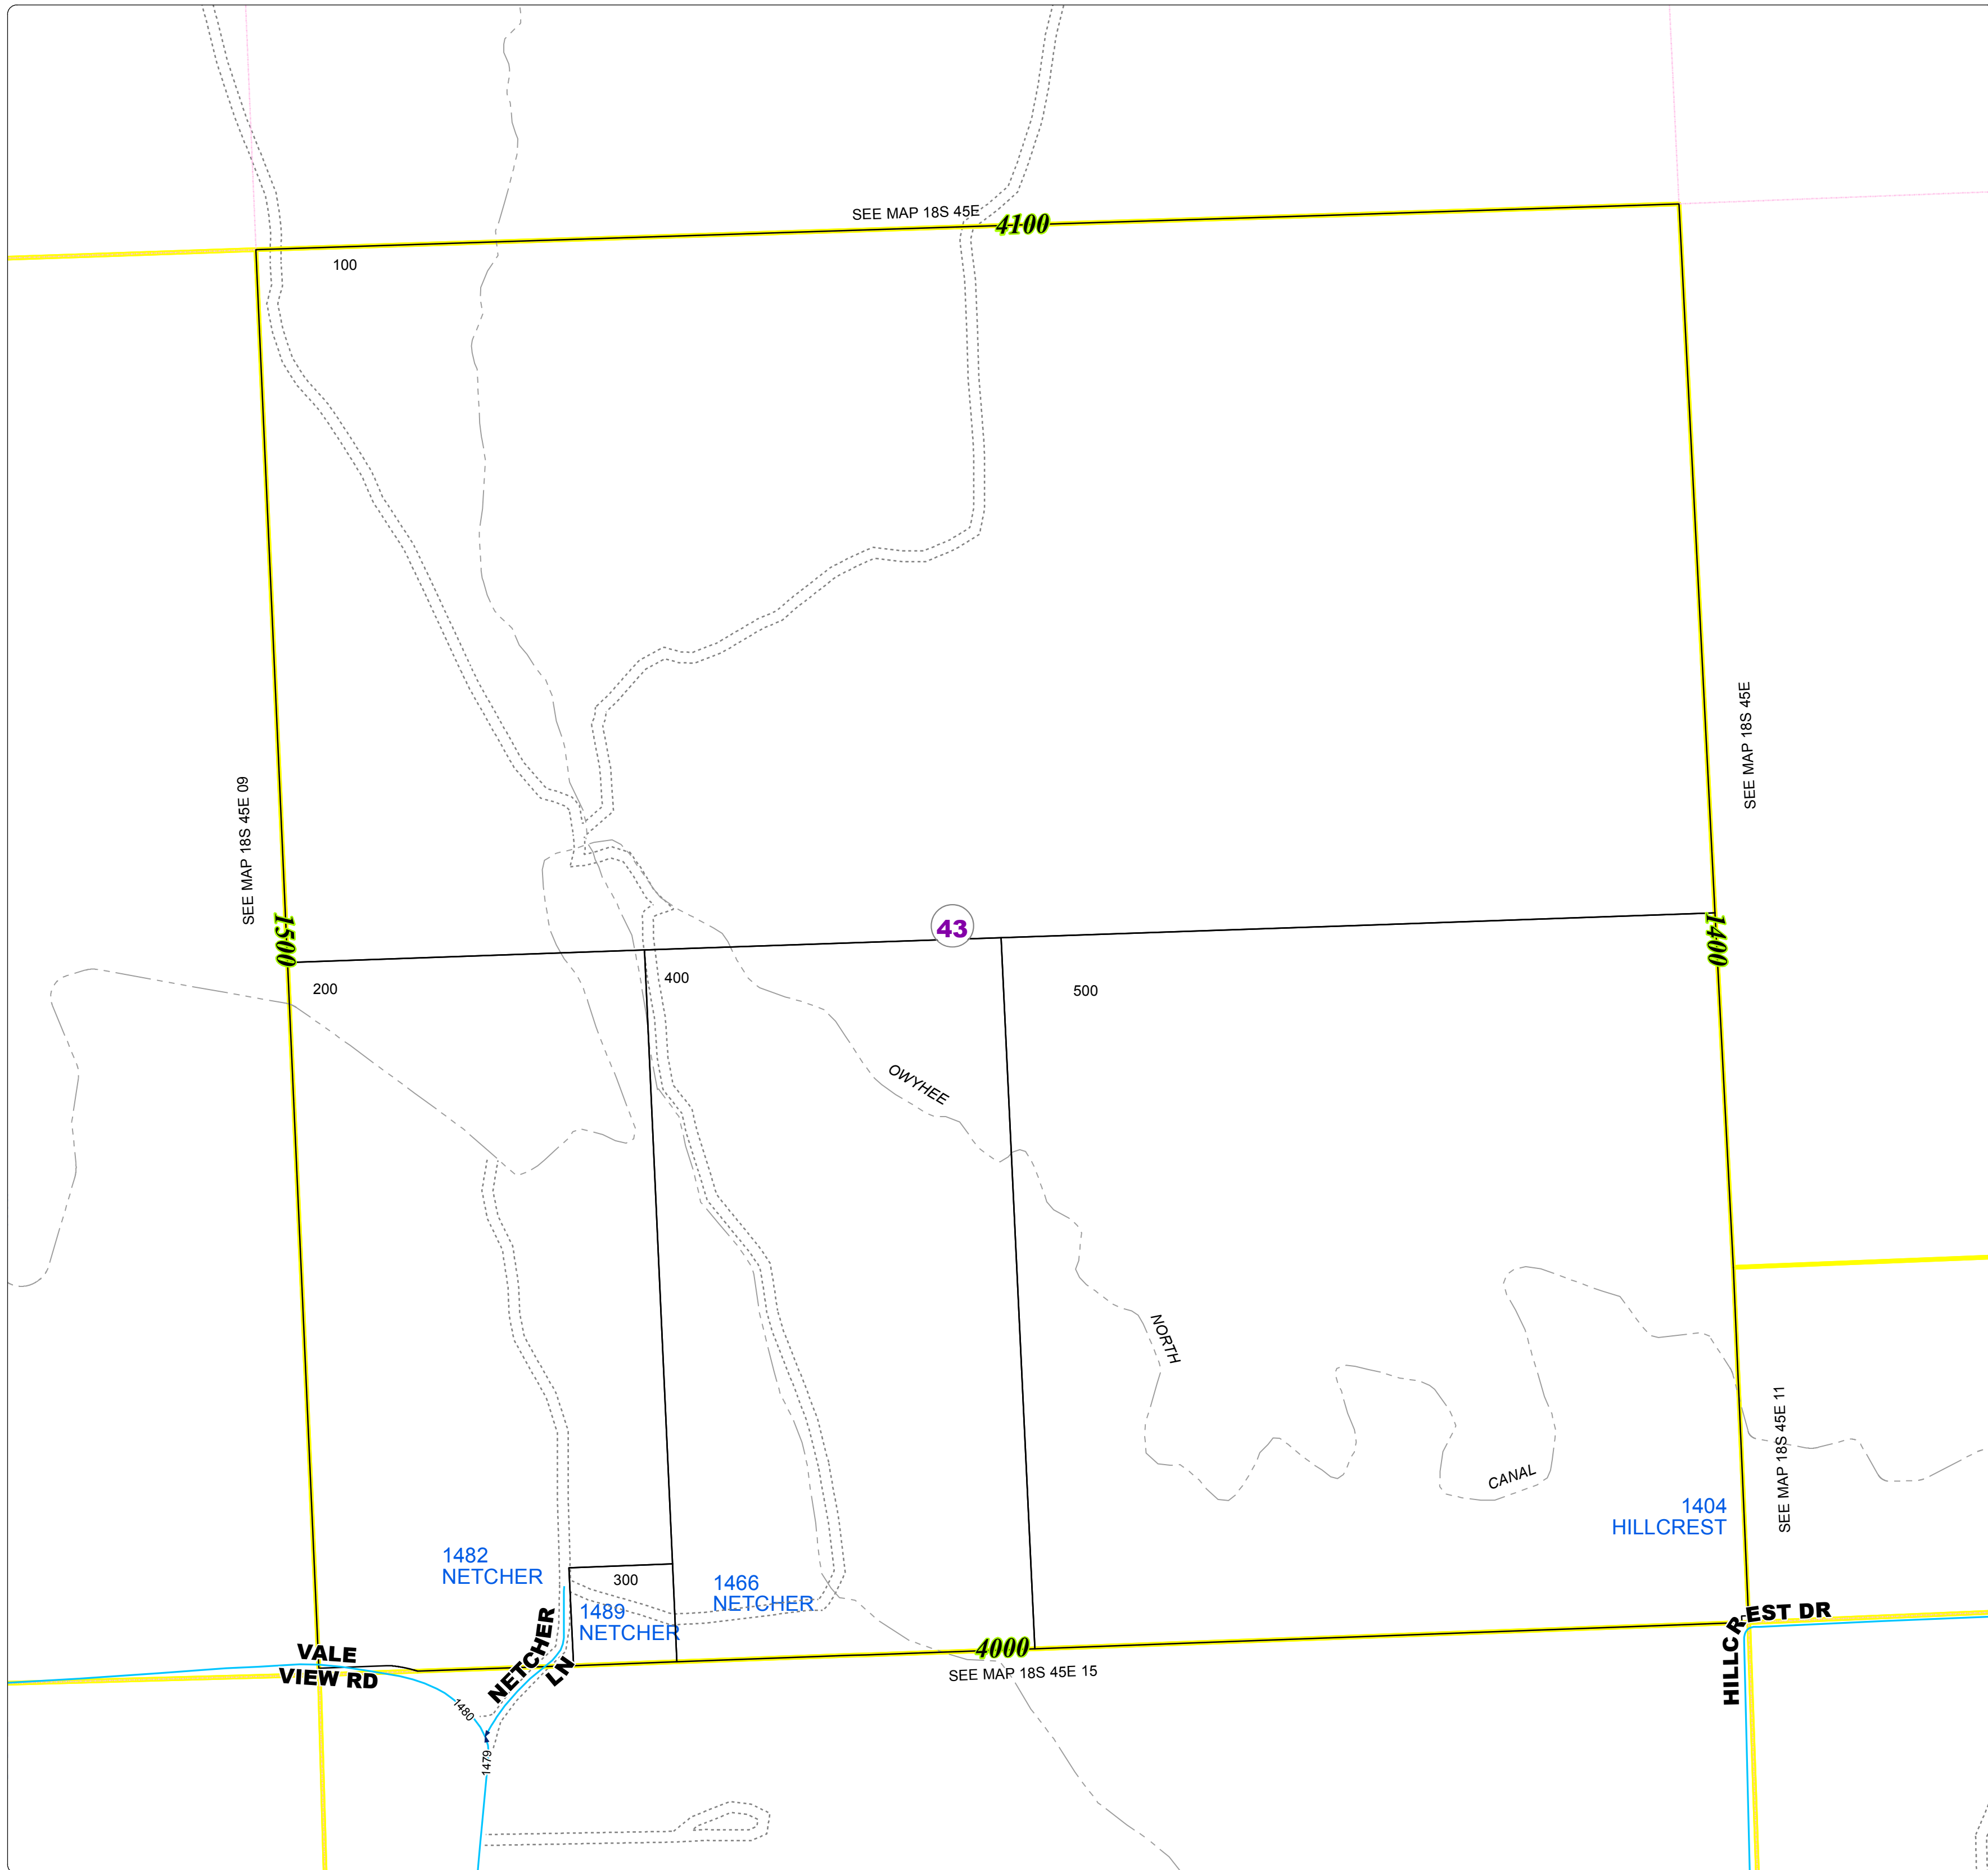 SEE MAP 18S 45E
4100
100
SEE MAP 18S 45E
SEE MAP 18S 45E 09
1500
43
1400
200
400
500
OWYHEE
NORTH
CANAL
SEE MAP 18S 45E 11
1404
HILLCREST
1482
NETCHER
300
1466
NETCHER
1489
NETCHER
HILLCREST DR
NETCHER
LN
VALE
VIEW RD
4000
SEE MAP 18S 45E 15
1480
1479